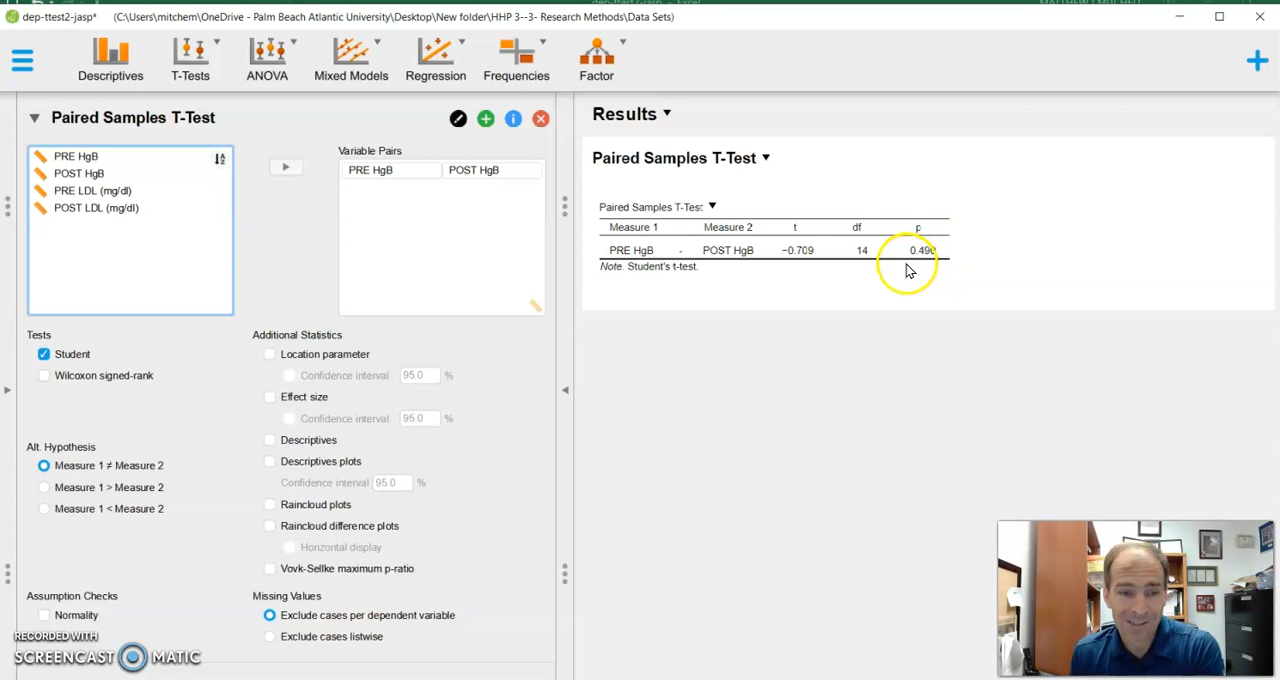 dep-ttest2-jasp* (C:\Users\mitchem\OneDrive - Palm Beach Atlantic University\Desktop\New folder\HHP 3--3- Research Methods\Data Sets)
Descriptives T-Tests ANOVA Mixed Models Regression Frequencies Factor
Paired Samples T-Test
PRE HgB
POST HgB
PRE LDL (mg/dl)
POST LDL (mg/dl)
Variable Pairs
PRE HgB POST HgB
Tests
Student
Wilcoxon signed-rank
Alt. Hypothesis
Measure 1 ≠ Measure 2
Measure 1 > Measure 2
Measure 1 < Measure 2
Assumption Checks
Normality
Additional Statistics
Location parameter
Confidence interval 95.0 %
Effect size
Confidence interval 95.0 %
Descriptives
Descriptives plots
Confidence interval 95.0 %
Raincloud plots
Raincloud difference plots
Horizontal display
Vovk-Sellke maximum p-ratio
Missing Values
Exclude cases per dependent variable
Exclude cases listwise
Results
Paired Samples T-Test
Paired Samples T-Test
Measure 1 Measure 2 t df p
PRE HgB - POST HgB −0.709 14 0.490
Note. Student's t-test.
RECORDED WITH
SCREENCAST MATIC